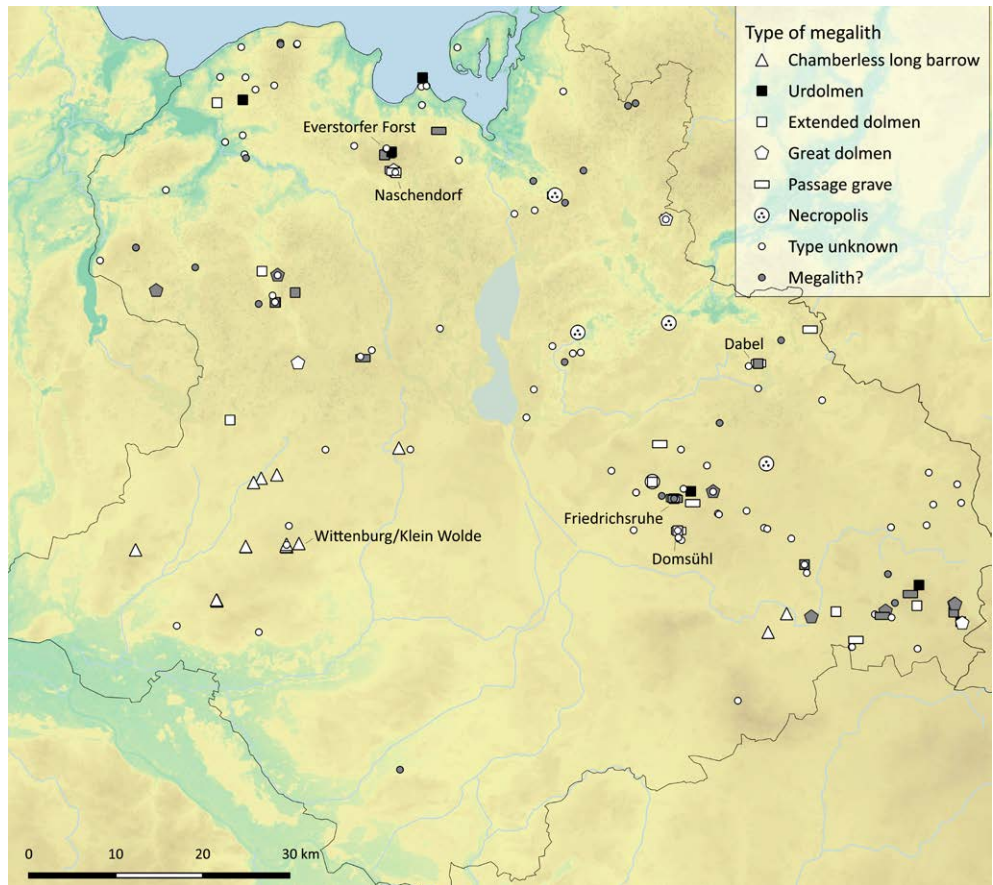 Type of megalith
Chamberless long barrow
Urdolmen
Extended dolmen
Great dolmen
Passage grave
Necropolis
Type unknown
Megalith?
Everstorfer Forst
Naschendorf
Dabel
Friedrichsruhe
Wittenburg/Klein Wolde
Domsühl
0 10 20 30 km